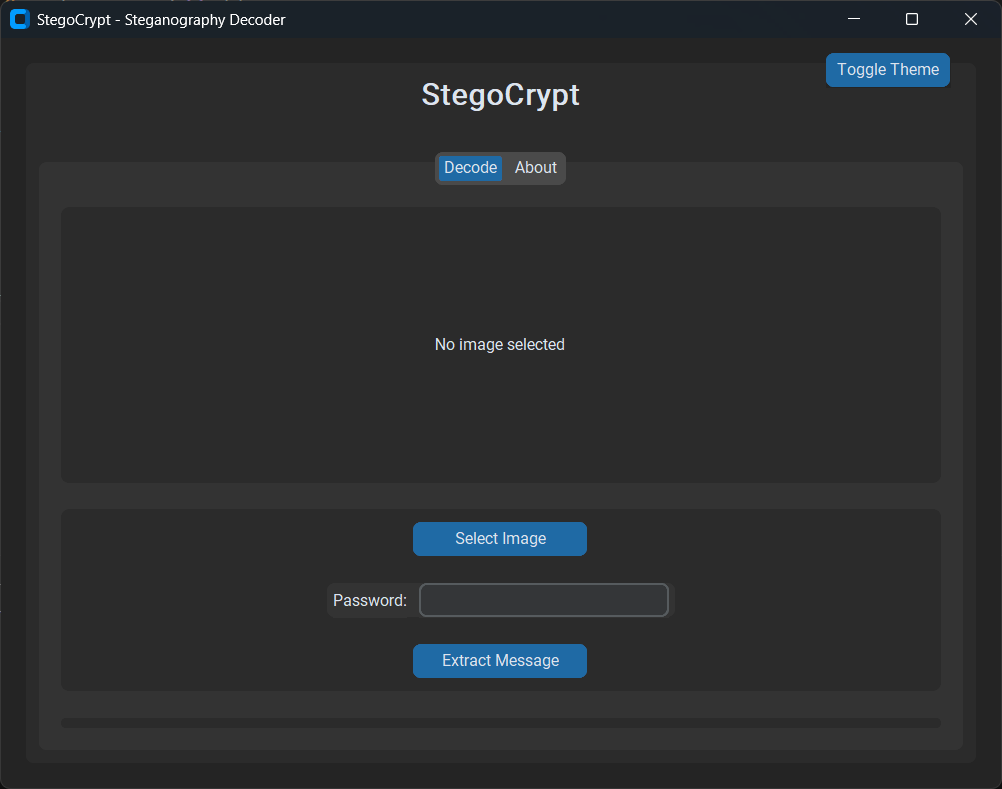 StegoCrypt - Steganography Decoder
Toggle Theme
StegoCrypt
Decode About
No image selected
Select Image
Password:
Extract Message